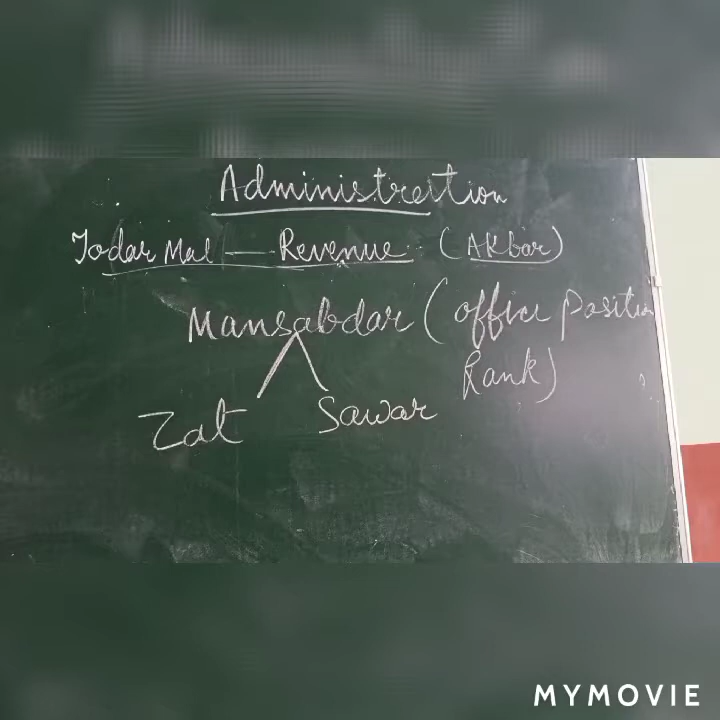 Administration
Todar Mal — Revenue (Akbar)
Mansabdar (office position
Rank)
Zat Sawar
MYMOVIE